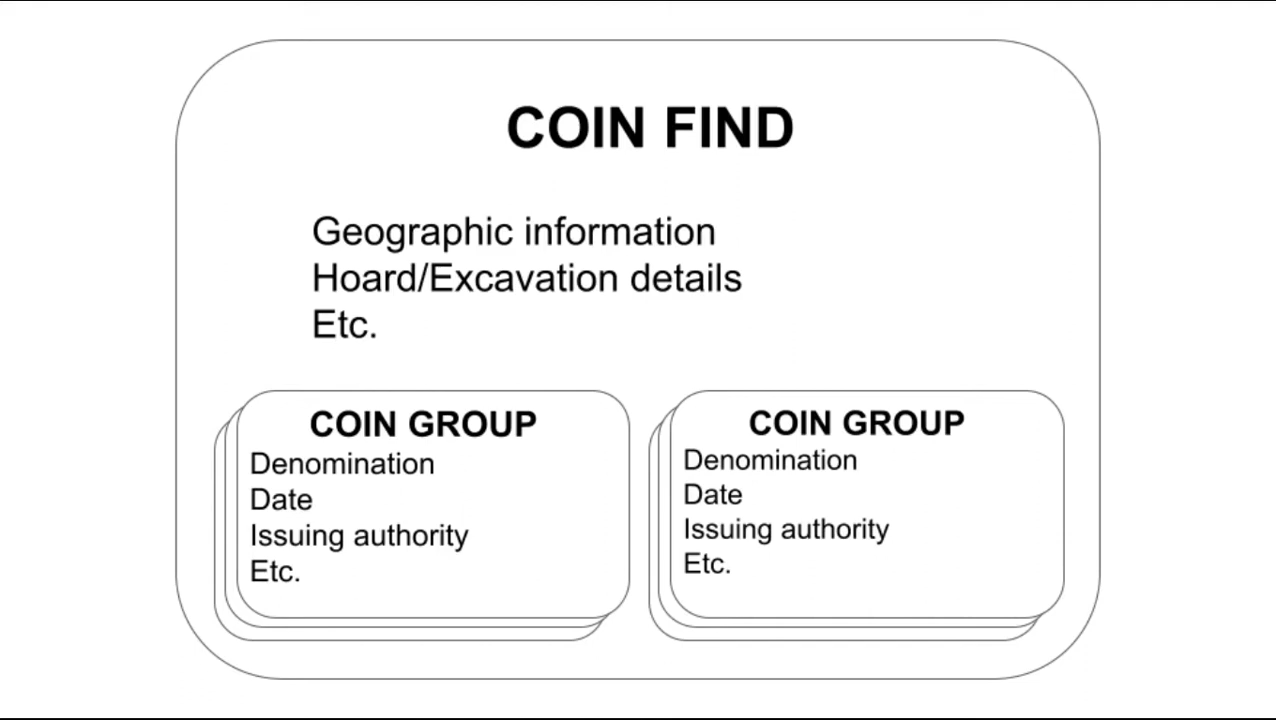 COIN FIND
Geographic information
Hoard/Excavation details
Etc.
COIN GROUP
Denomination
Date
Issuing authority
Etc.
COIN GROUP
Denomination
Date
Issuing authority
Etc.